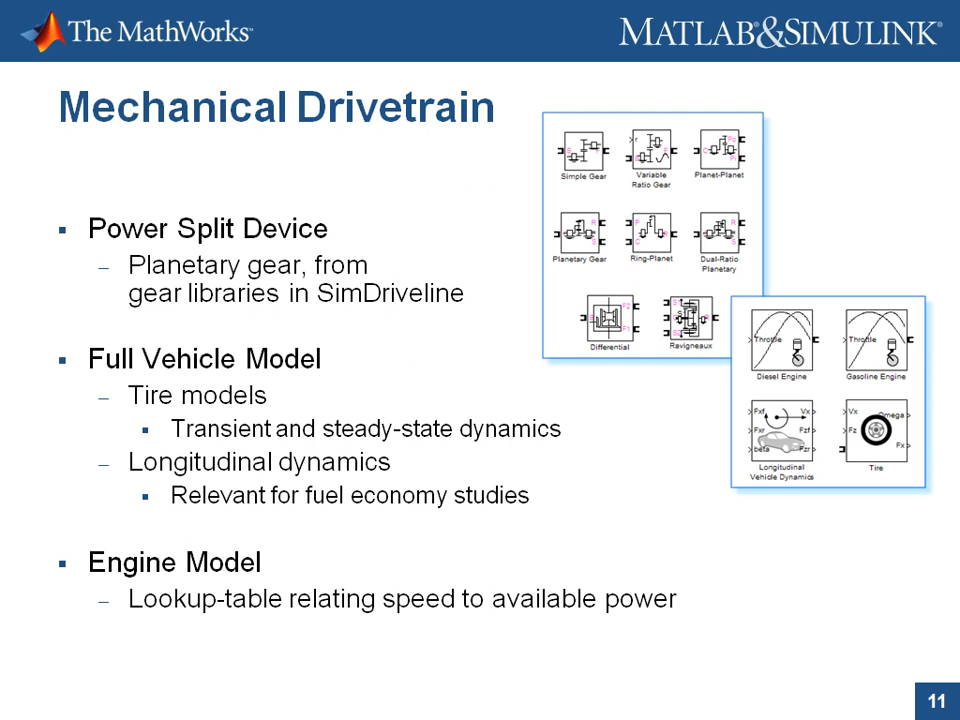 The MathWorks™
MATLAB®&SIMULINK®
Mechanical Drivetrain
▪ Power Split Device
– Planetary gear, from
gear libraries in SimDriveline
▪ Full Vehicle Model
– Tire models
▪ Transient and steady-state dynamics
– Longitudinal dynamics
▪ Relevant for fuel economy studies
▪ Engine Model
– Lookup-table relating speed to available power
Simple Gear
Variable
Ratio Gear
Planet-Planet
Planetary Gear
Ring-Planet
Dual-Ratio
Planetary
Differential
Ravigneaux
Throttle
Diesel Engine
Throttle
Gasoline Engine
Fxf Vx
Fxr Fzf
beta Fzr
Longitudinal
Vehicle Dynamics
Vx Omega
Fz Fx
Tire
11